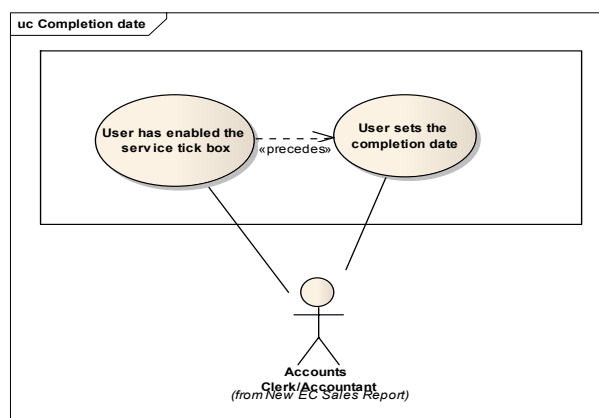 uc Completion date
User has enabled the
service tick box
«precedes»
User sets the
completion date
Accounts
Clerk/Accountant
(from New EC Sales Report)